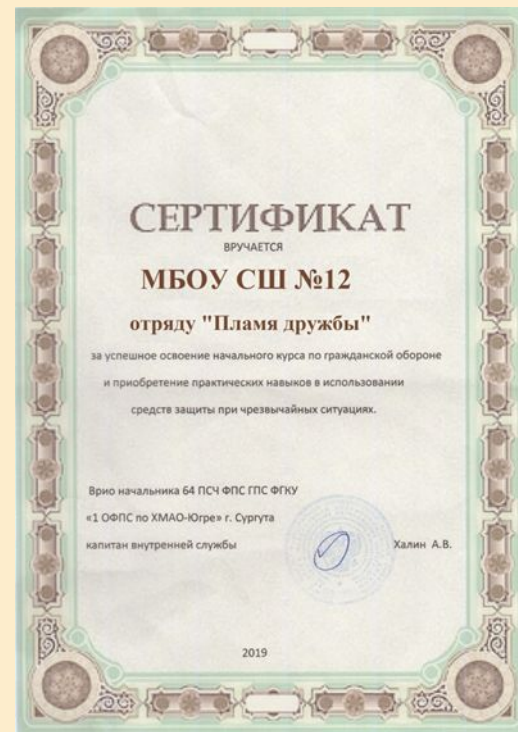 СЕРТИФИКАТ
ВРУЧАЕТСЯ
МБОУ СШ №12
отряду "Пламя дружбы"
за успешное освоение начального курса по гражданской обороне
и приобретение практических навыков в использовании
средств защиты при чрезвычайных ситуациях.
Врио начальника 64 ПСЧ ФПС ГПС ФГКУ
«1 ОФПС по ХМАО-Югре» г. Сургута
капитан внутренней службы Халин А.В.
2019